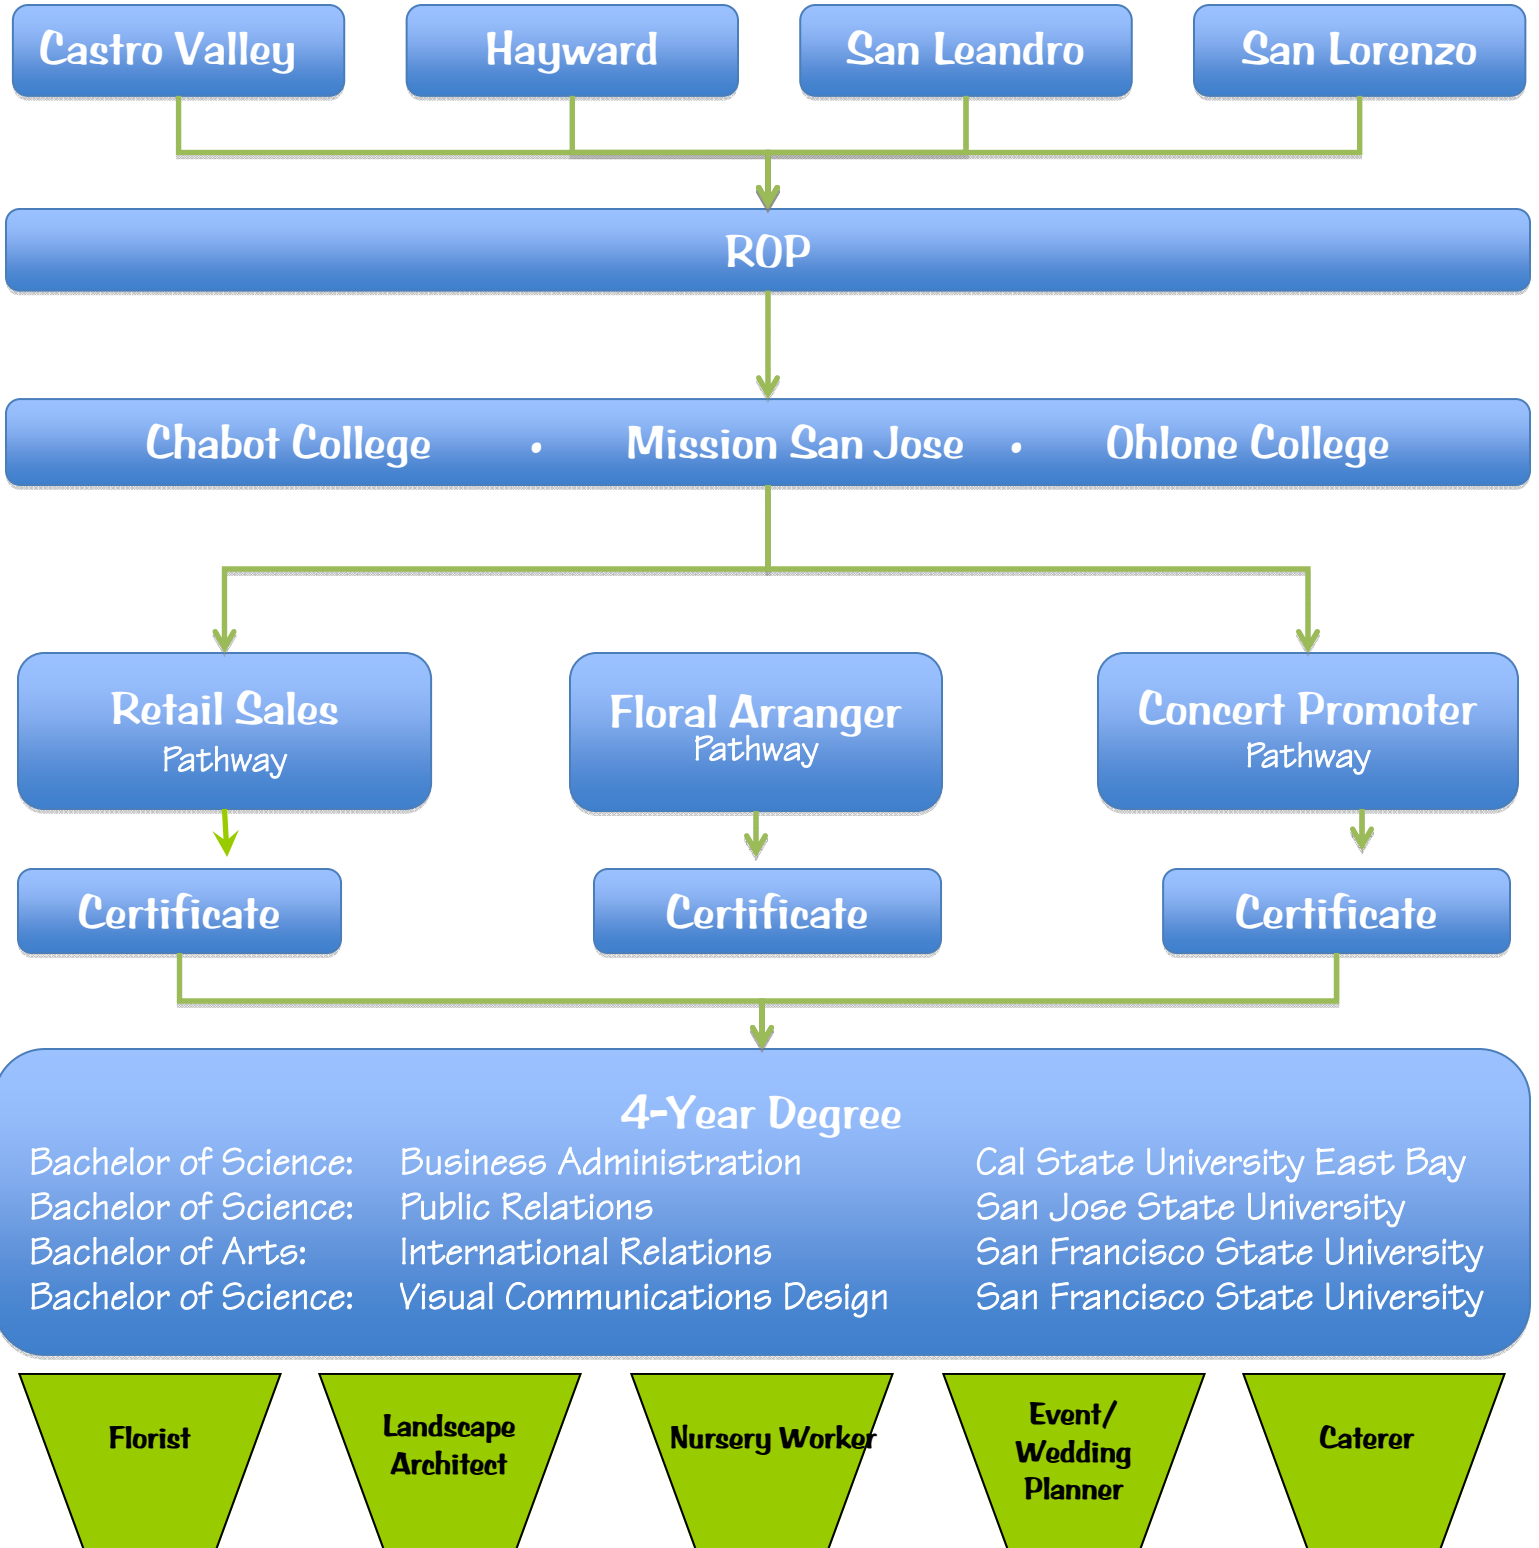 Castro Valley
Hayward
San Leandro
San Lorenzo
ROP
Chabot College • Mission San Jose • Ohlone College
Retail Sales
Pathway
Floral Arranger
Pathway
Concert Promoter
Pathway
Certificate
Certificate
Certificate
4-Year Degree
Bachelor of Science: Business Administration Cal State University East Bay
Bachelor of Science: Public Relations San Jose State University
Bachelor of Arts: International Relations San Francisco State University
Bachelor of Science: Visual Communications Design San Francisco State University
Florist
Landscape
Architect
Nursery Worker
Event/
Wedding
Planner
Caterer